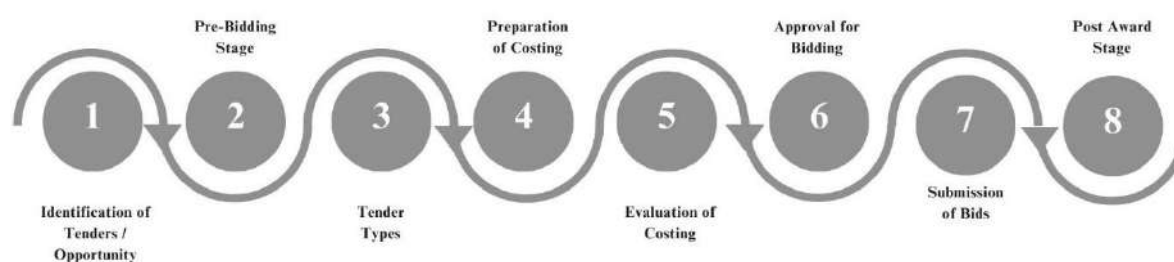 1
Identification of
Tenders /
Opportunity
Pre-Bidding
Stage
2
3
Tender
Types
Preparation
of Costing
4
5
Evaluation of
Costing
Approval for
Bidding
6
7
Submission
of Bids
Post Award
Stage
8